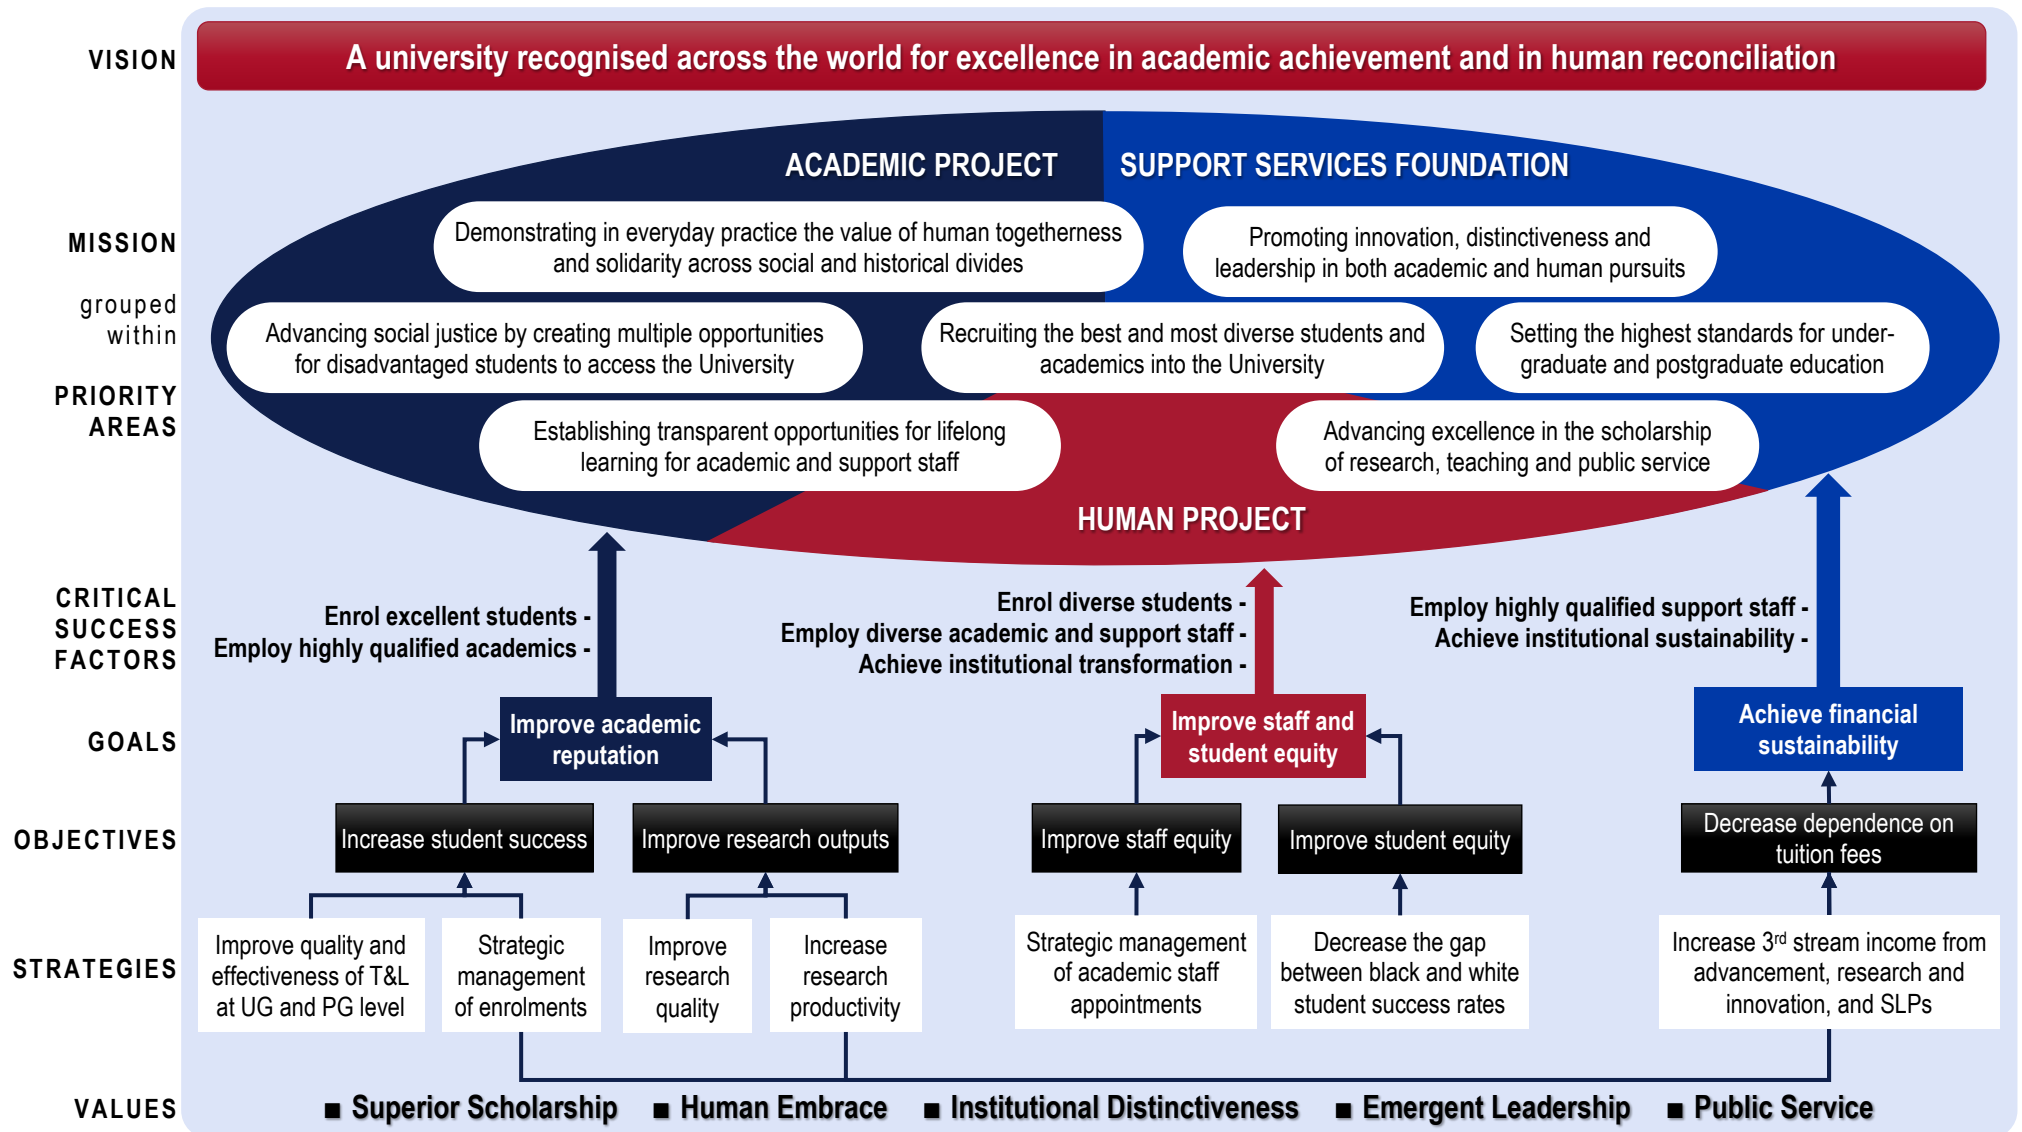 VISION
A university recognised across the world for excellence in academic achievement and in human reconciliation
ACADEMIC PROJECT
SUPPORT SERVICES FOUNDATION
MISSION
grouped
within
PRIORITY
AREAS
Demonstrating in everyday practice the value of human togetherness
and solidarity across social and historical divides
Promoting innovation, distinctiveness and
leadership in both academic and human pursuits
Advancing social justice by creating multiple opportunities
for disadvantaged students to access the University
Recruiting the best and most diverse students and
academics into the University
Setting the highest standards for under-
graduate and postgraduate education
Establishing transparent opportunities for lifelong
learning for academic and support staff
Advancing excellence in the scholarship
of research, teaching and public service
HUMAN PROJECT
CRITICAL
SUCCESS
FACTORS
Enrol excellent students -
Employ highly qualified academics -
Enrol diverse students -
Employ diverse academic and support staff -
Achieve institutional transformation -
Employ highly qualified support staff -
Achieve institutional sustainability -
GOALS
Improve academic
reputation
Improve staff and
student equity
Achieve financial
sustainability
OBJECTIVES
Increase student success
Improve research outputs
Improve staff equity
Improve student equity
Decrease dependence on
tuition fees
STRATEGIES
Improve quality and
effectiveness of T&L
at UG and PG level
Strategic
management
of enrolments
Improve
research
quality
Increase
research
productivity
Strategic management
of academic staff
appointments
Decrease the gap
between black and white
student success rates
Increase 3rd stream income from
advancement, research and
innovation, and SLPs
VALUES
■ Superior Scholarship ■ Human Embrace ■ Institutional Distinctiveness ■ Emergent Leadership ■ Public Service